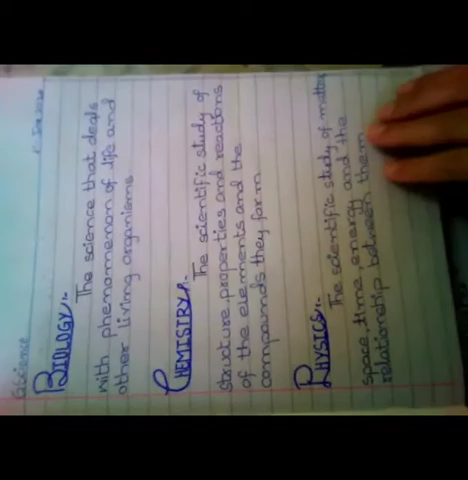 Science
BIOLOGY:-
The science that deals
with phenomenon of life and
other living organisms
CHEMISTRY:-
The scientific study of
structure, properties and reactions
of the elements and the
compounds they form
PHYSICS:-
The scientific study of matter,
space, time, energy and the
relationship between them